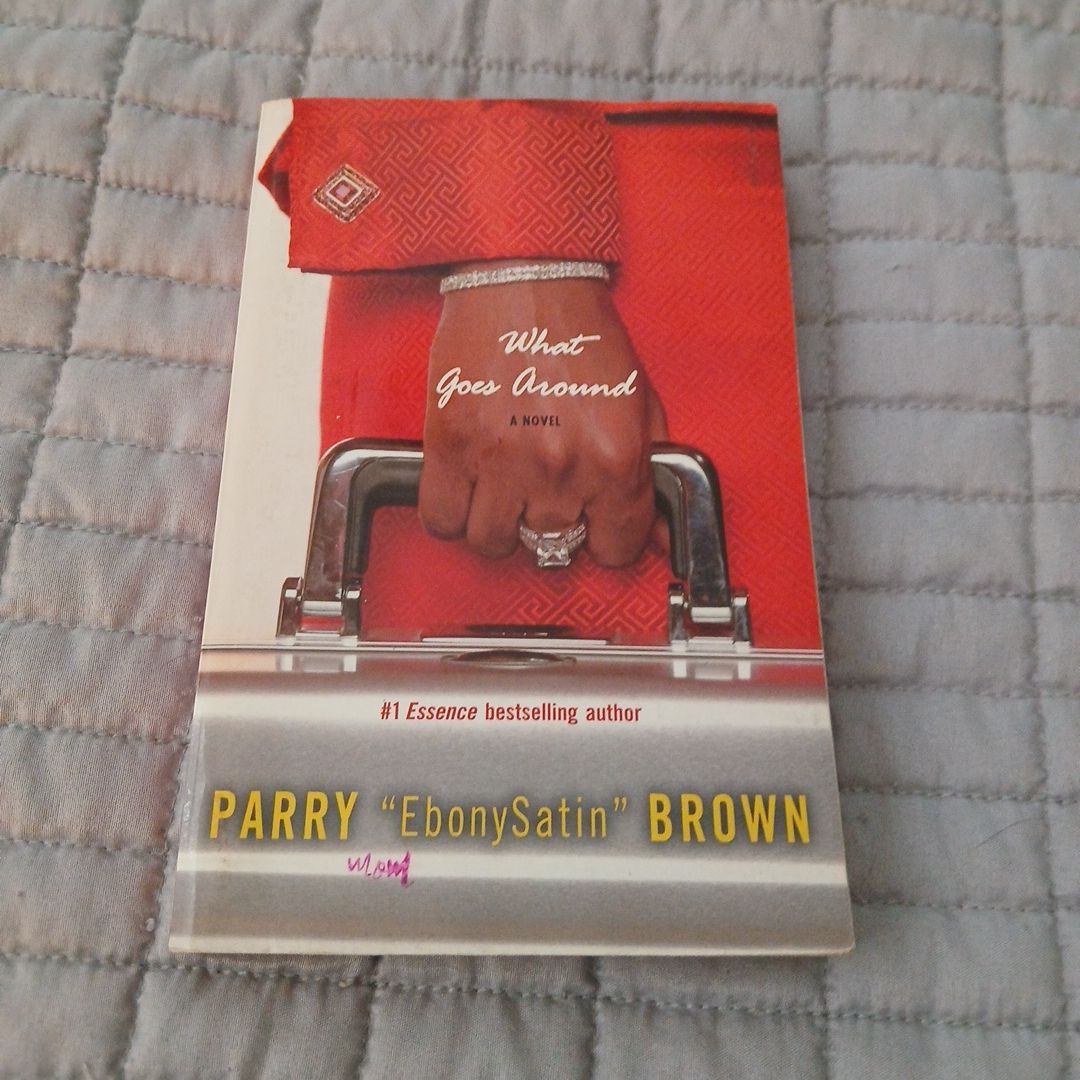 What
Goes Around
A NOVEL
#1 Essence bestselling author
PARRY "EbonySatin" BROWN